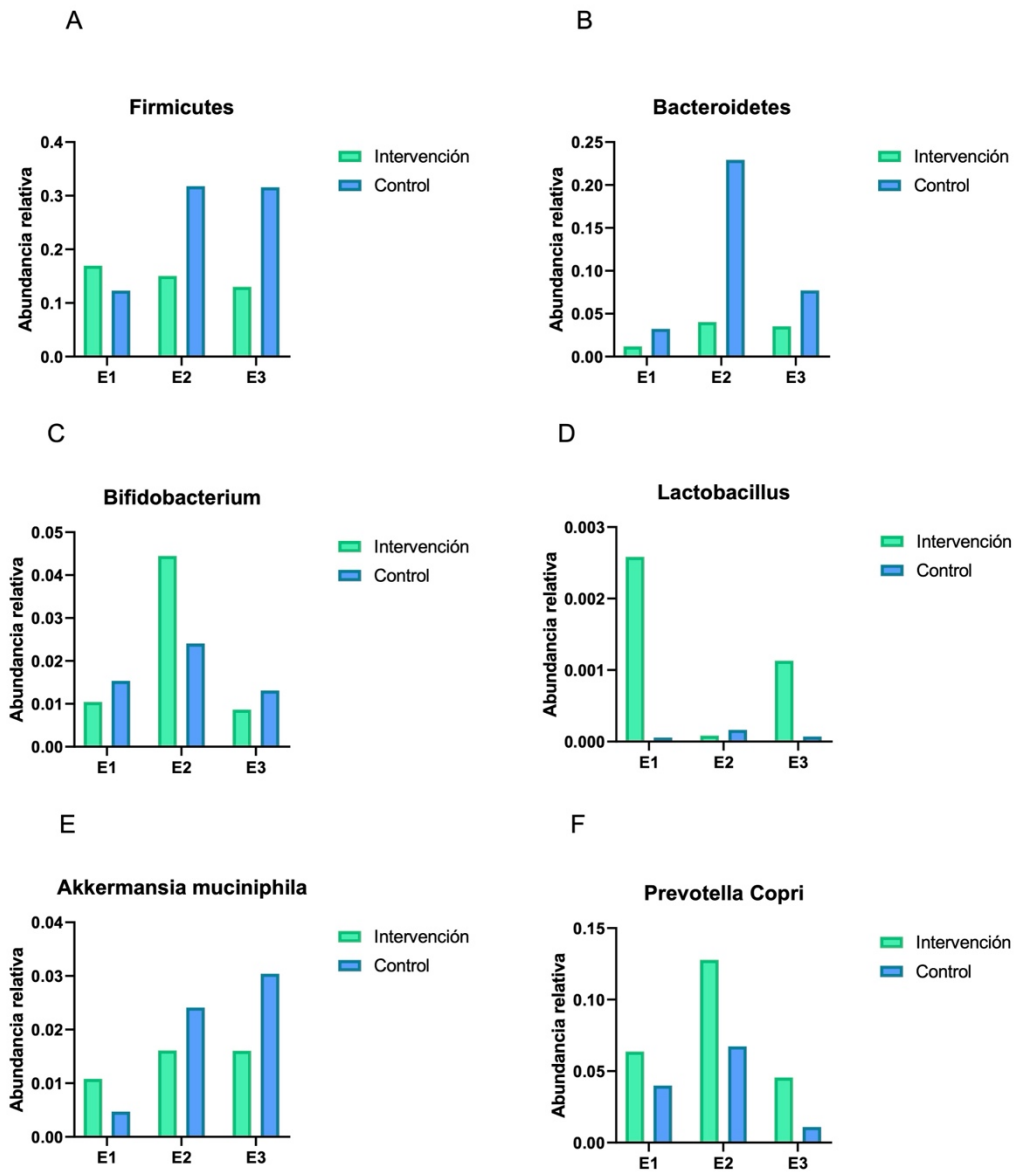 A
Firmicutes
Abundancia relativa
0.4
0.3
0.2
0.1
0.0
E1 E2 E3
Intervención
Control
B
Bacteroidetes
Abundancia relativa
0.25
0.20
0.15
0.10
0.05
0.00
E1 E2 E3
Intervención
Control
C
Bifidobacterium
Abundancia relativa
0.05
0.04
0.03
0.02
0.01
0.00
E1 E2 E3
Intervención
Control
D
Lactobacillus
Abundancia relativa
0.003
0.002
0.001
0.000
E1 E2 E3
Intervención
Control
E
Akkermansia muciniphila
Abundancia relativa
0.04
0.03
0.02
0.01
0.00
E1 E2 E3
Intervención
Control
F
Prevotella Copri
Abundancia relativa
0.15
0.10
0.05
0.00
E1 E2 E3
Intervención
Control